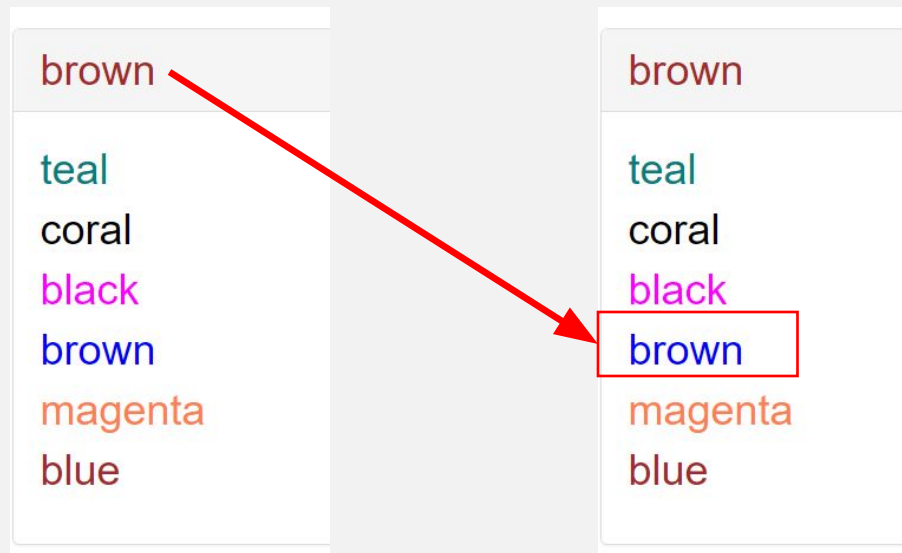 brown
teal
coral
black
brown
magenta
blue
brown
teal
coral
black
brown
magenta
blue